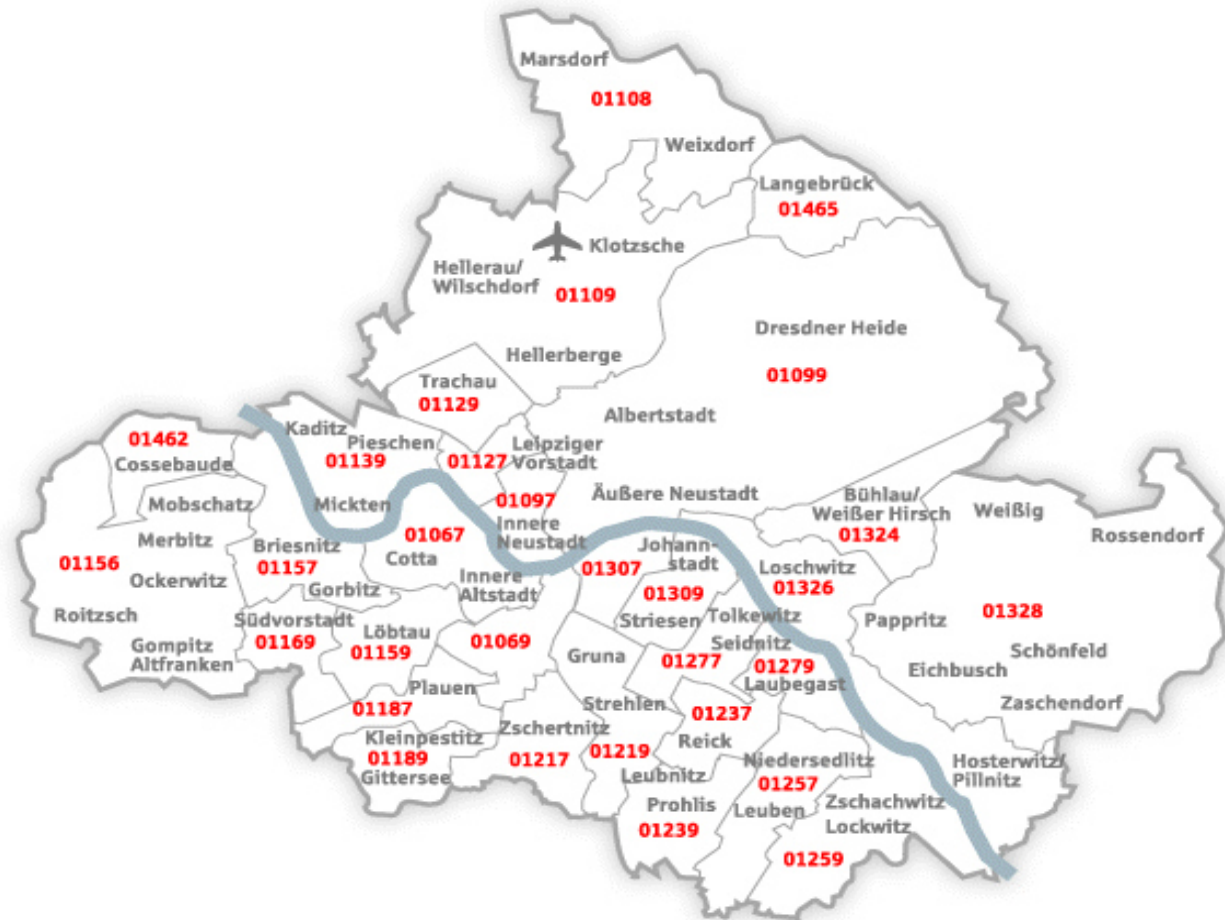 Marsdorf
01108
Weixdorf
Langebrück
01465
Klotzsche
Hellerau/
Wilschdorf
01109
Dresdner Heide
Hellerberge
01099
Trachau
01129
Albertstadt
Kaditz
Pieschen
01139
01462
Cossebaude
Leipziger
Vorstadt
01127
01097
Mobschatz
Mickten
Äußere Neustadt
Bühlau/
Weißer Hirsch
01324
Weißig
Rossendorf
Innere
Neustadt
01067
Cotta
Merbitz
Briesnitz
01157
01156
Ockerwitz
Gorbitz
Innere
Altstadt
01307
Johann-
stadt
01309
Striesen
Loschwitz
01326
Roitzsch
Südvorstadt
01169
Löbtau
01159
01069
Tolkewitz
Seidnitz
Pappritz
01328
Gompitz
Altfranken
Gruna
01277
01279
Laubegast
Schönfeld
Eichbusch
Plauen
01187
Strehlen
01237
Zaschendorf
Kleinpestitz
01189
Gittersee
Zschertnitz
01217
01219
Leubnitz
Reick
Niedersedlitz
01257
Hosterwitz/
Pillnitz
Prohlis
01239
Leuben
Zschachwitz
Lockwitz
01259